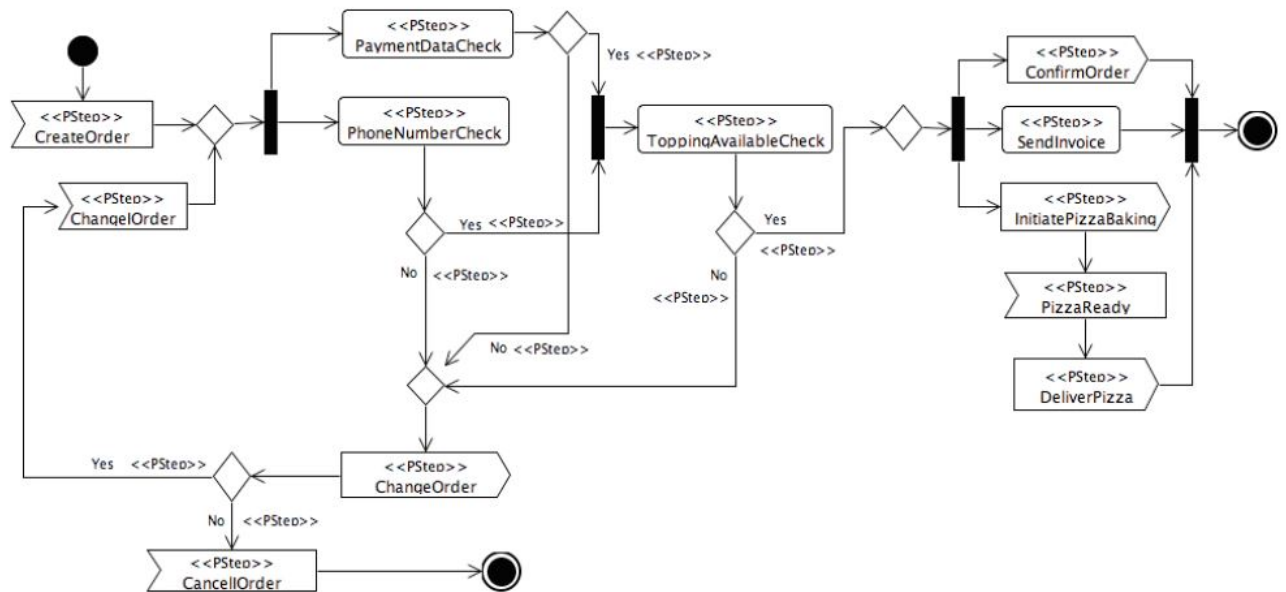 <<PStep>>
PaymentDataCheck
Yes <<PStep>>
<<PStep>>
ConfirmOrder
<<PStep>>
CreateOrder
<<PStep>>
PhoneNumberCheck
<<PStep>>
ToppingAvailableCheck
<<PStep>>
SendInvoice
<<PStep>>
ChangelOrder
Yes <<PStep>>
Yes
<<PStep>>
<<PStep>>
InitiatePizzaBaking
No <<PStep>>
No
<<PStep>>
<<PStep>>
PizzaReady
No <<PStep>>
<<PStep>>
DeliverPizza
Yes <<PStep>>
<<PStep>>
ChangeOrder
No <<PStep>>
<<PStep>>
CancellOrder